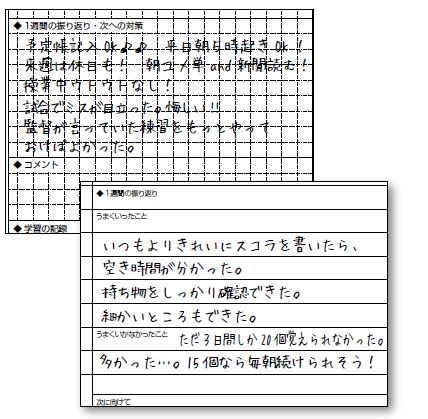 ◆1週間の振り返り・次への対策
予定帳記入OK♪♪ 平日朝5時起きOK!
来週は休日も! 朝ユメ単and新聞読む!
授業中ウトウトなし!
試合でミスが目立った。悔しい!!
監督が言っていた練習をもっとやって
おけばよかった。
◆コメント
◆学習の記録
◆1週間の振り返り
うまくいったこと
いつもよりきれいにスコラを書いたら、
空き時間が分かった。
持ち物をしっかり確認できた。
細かいところもできた。
うまくいかなかったこと ただ3日間しか20個覚えられなかった。
多かった…。15個なら毎朝続けられそう!
次に向けて